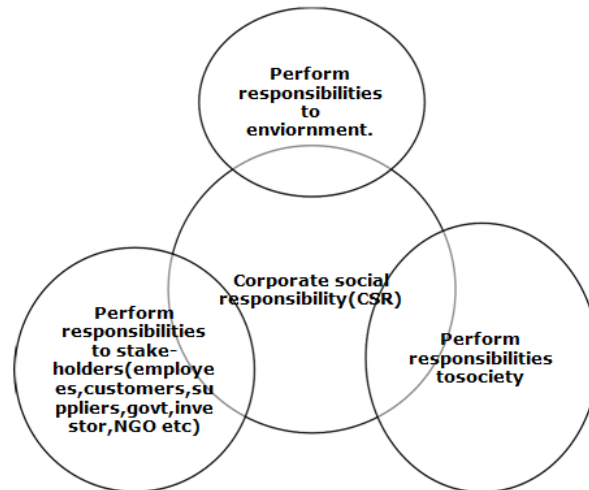 Perform
responsibilities
to
enviornment.
Corporate social
responsibility(CSR)
Perform
responsibilities
to stake-
holders(employe
es,customers,su
ppliers,govt,inve
stor,NGO etc)
Perform
responsibilities
tosociety